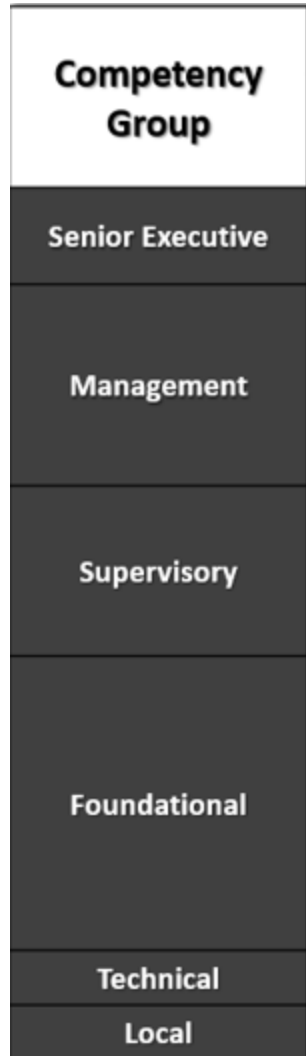 Competency
Group
Senior Executive
Management
Supervisory
Foundational
Technical
Local